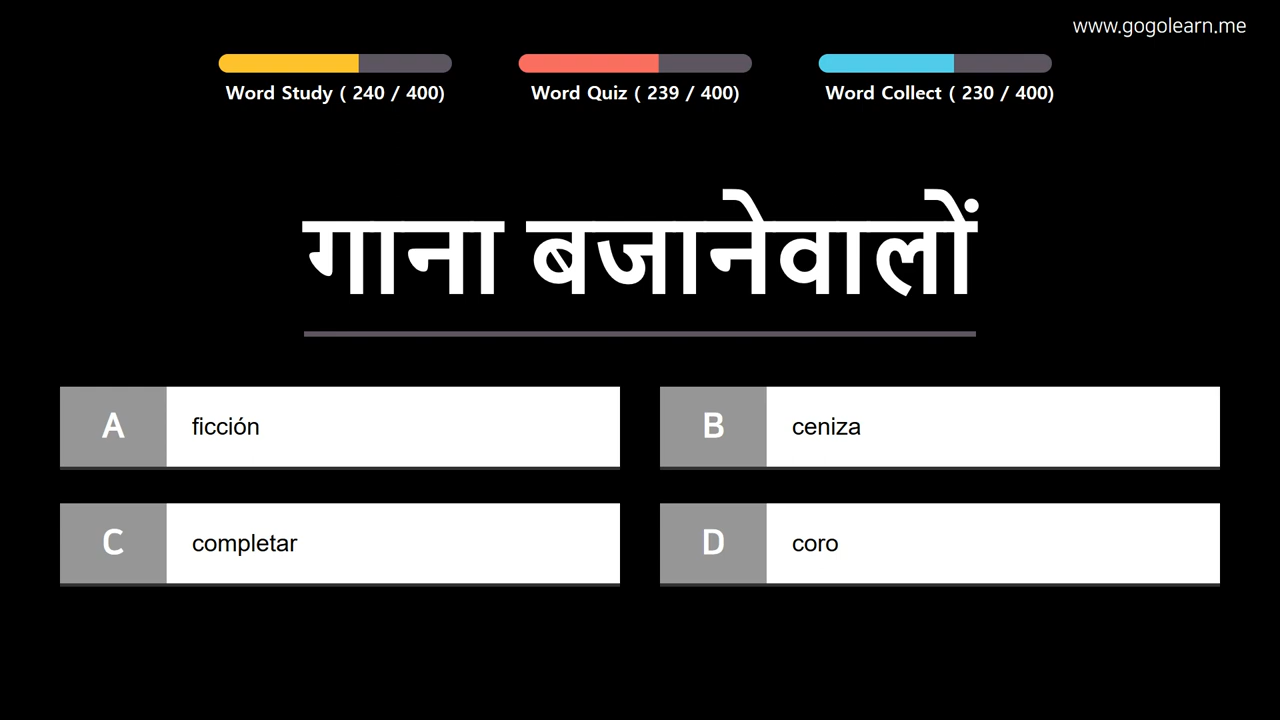 www.gogolearn.me
Word Study ( 240 / 400)
Word Quiz ( 239 / 400)
Word Collect ( 230 / 400)
गाना बजानेवालों
A ficción
B ceniza
C completar
D coro